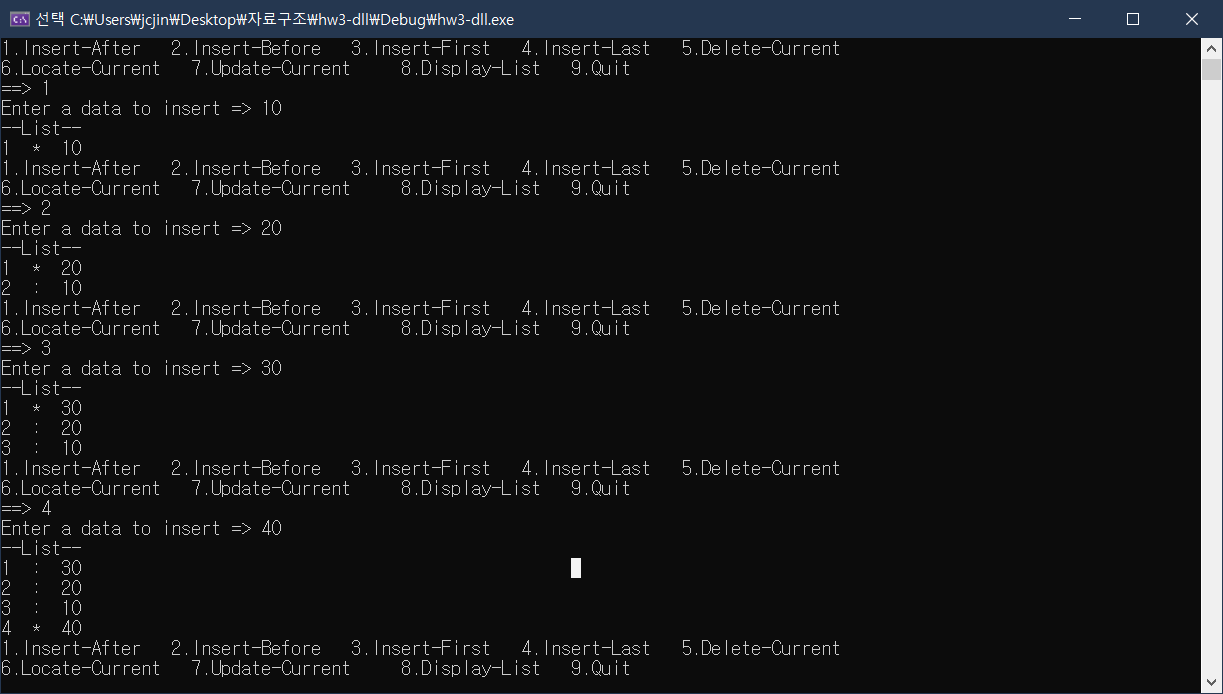 선택 C:₩Users₩jcjin₩Desktop₩자료구조₩hw3-dll₩Debug₩hw3-dll.exe
1.Insert-After   2.Insert-Before   3.Insert-First   4.Insert-Last   5.Delete-Current
6.Locate-Current   7.Update-Current     8.Display-List   9.Quit
==> 1
Enter a data to insert => 10
--List--
1  *  10
1.Insert-After   2.Insert-Before   3.Insert-First   4.Insert-Last   5.Delete-Current
6.Locate-Current   7.Update-Current     8.Display-List   9.Quit
==> 2
Enter a data to insert => 20
--List--
1  *  20
2  :  10
1.Insert-After   2.Insert-Before   3.Insert-First   4.Insert-Last   5.Delete-Current
6.Locate-Current   7.Update-Current     8.Display-List   9.Quit
==> 3
Enter a data to insert => 30
--List--
1  *  30
2  :  20
3  :  10
1.Insert-After   2.Insert-Before   3.Insert-First   4.Insert-Last   5.Delete-Current
6.Locate-Current   7.Update-Current     8.Display-List   9.Quit
==> 4
Enter a data to insert => 40
--List--
1  :  30
2  :  20
3  :  10
4  *  40
1.Insert-After   2.Insert-Before   3.Insert-First   4.Insert-Last   5.Delete-Current
6.Locate-Current   7.Update-Current     8.Display-List   9.Quit